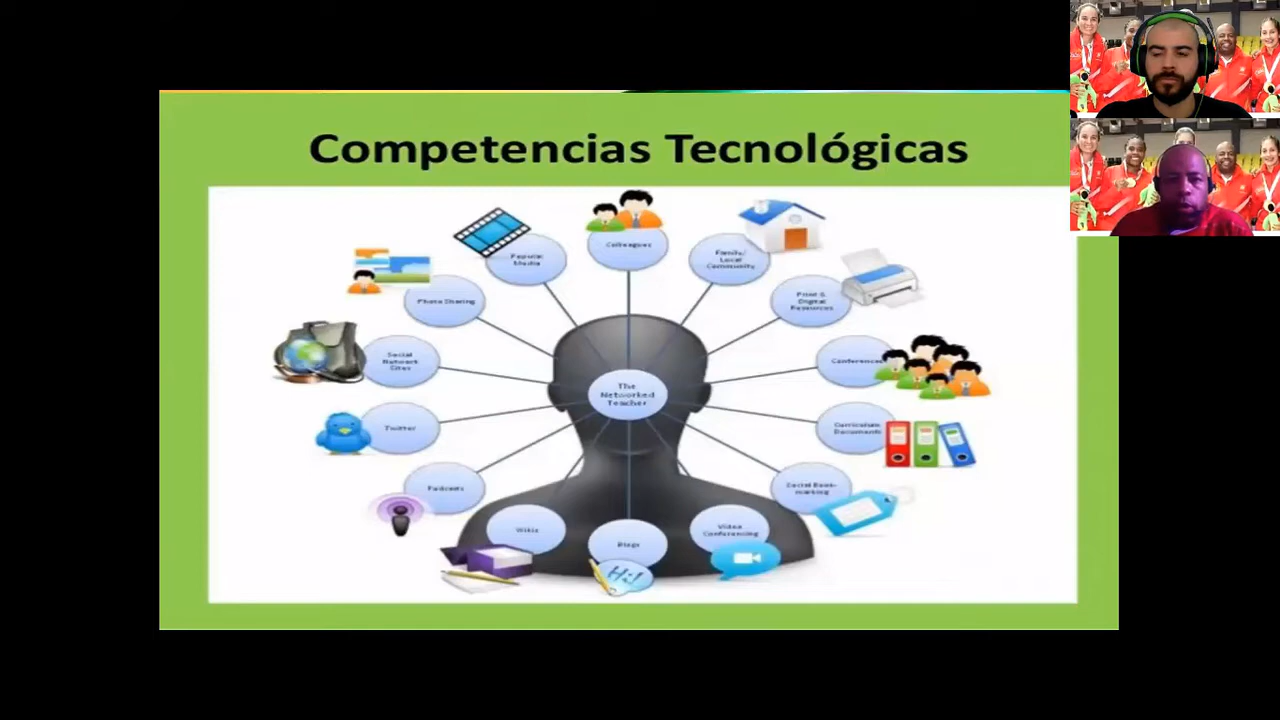 Competencias Tecnológicas
Colleagues
Popular
Media
Family/
Local
Community
Photo Sharing
Print &
Digital
Resources
Social
Network
Sites
Conferences
The
Networked
Teacher
Twitter
Curriculum
Documents
Podcasts
Social Book-
marking
Wikis
Blogs
Video
Conferencing